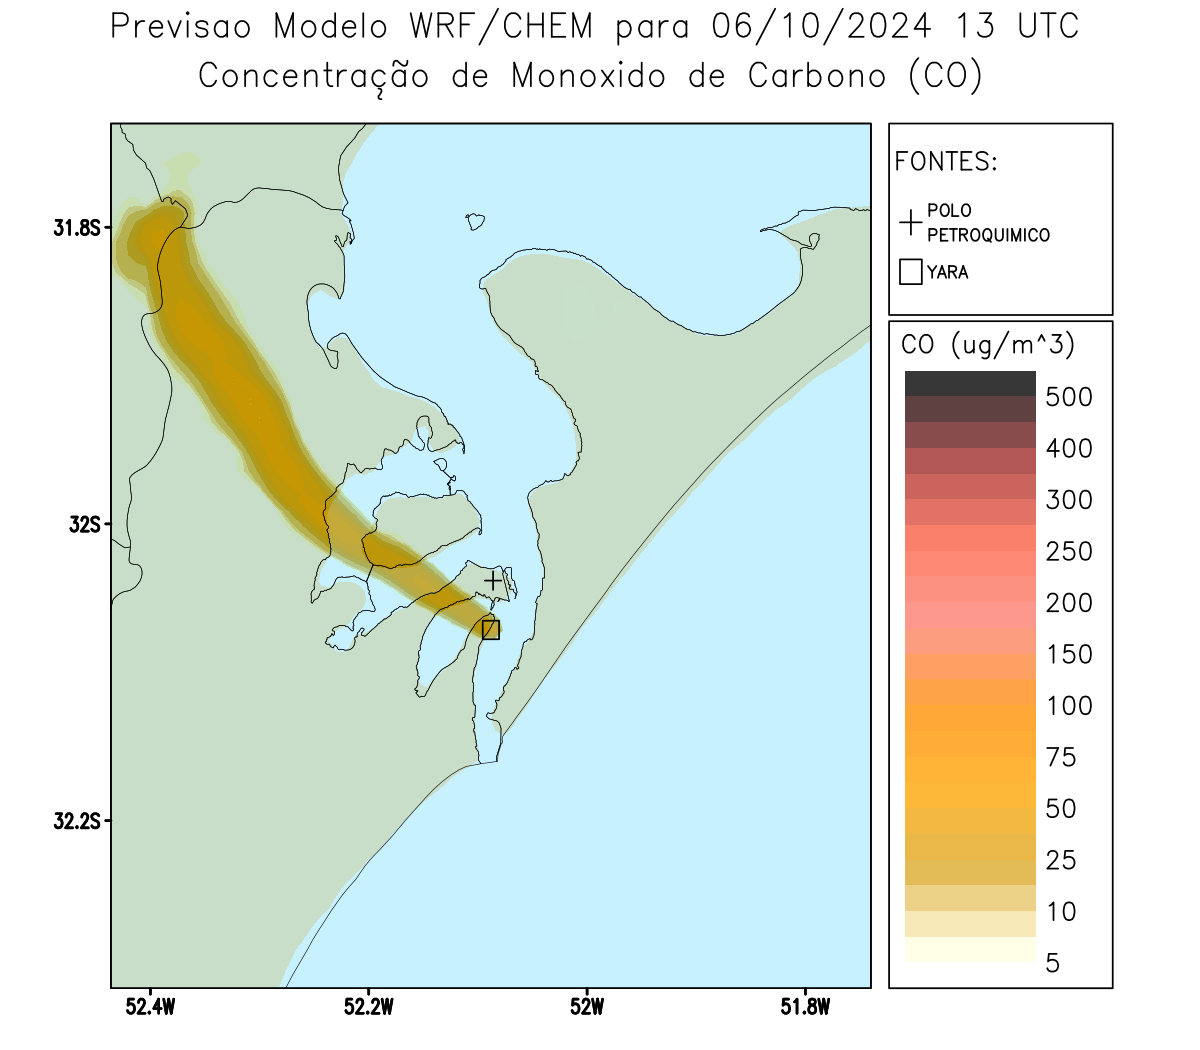 Previsao Modelo WRF/CHEM para 06/10/2024 13 UTC
Concentração de Monoxido de Carbono (CO)
FONTES:
POLO
PETROQUIMICO
YARA
CO (ug/m^3)
500
400
300
250
200
150
100
75
50
25
10
5
31.8S
32S
32.2S
52.4W
52.2W
52W
51.8W